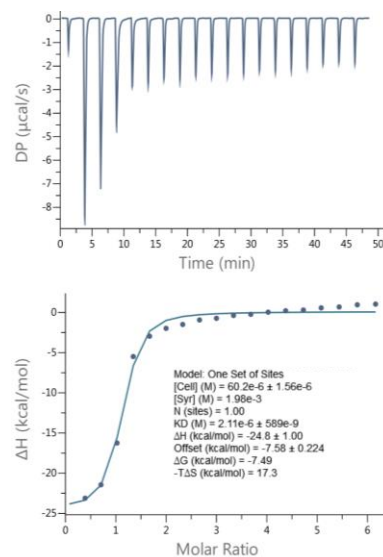 0
-1
-2
-3
-4
-5
-6
-7
-8
DP (µcal/s)
0 5 10 15 20 25 30 35 40 45 50
Time (min)
0
-5
-10
-15
-20
-25
ΔH (kcal/mol)
Model: One Set of Sites
[Cell] (M) = 60.2e-6 ± 1.56e-6
[Syr] (M) = 1.98e-3
N (sites) = 1.00
KD (M) = 2.11e-6 ± 589e-9
ΔH (kcal/mol) = -24.8 ± 1.00
Offset (kcal/mol) = -7.58 ± 0.224
ΔG (kcal/mol) = -7.49
-TΔS (kcal/mol) = 17.3
0 1 2 3 4 5 6
Molar Ratio